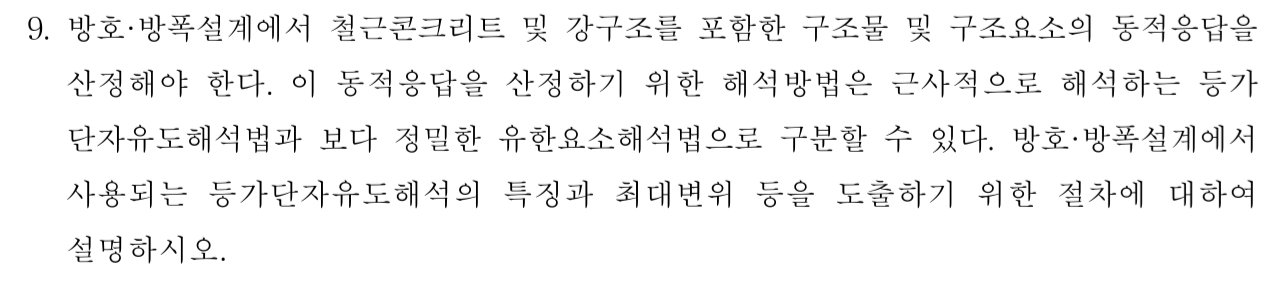 9. 방호·방폭설계에서 철근콘크리트 및 강구조를 포함한 구조물 및 구조요소의 동적응답을
산정해야 한다. 이 동적응답을 산정하기 위한 해석방법은 근사적으로 해석하는 등가
단자유도해석법과 보다 정밀한 유한요소해석법으로 구분할 수 있다. 방호·방폭설계에서
사용되는 등가단자유도해석의 특징과 최대변위 등을 도출하기 위한 절차에 대하여
설명하시오.